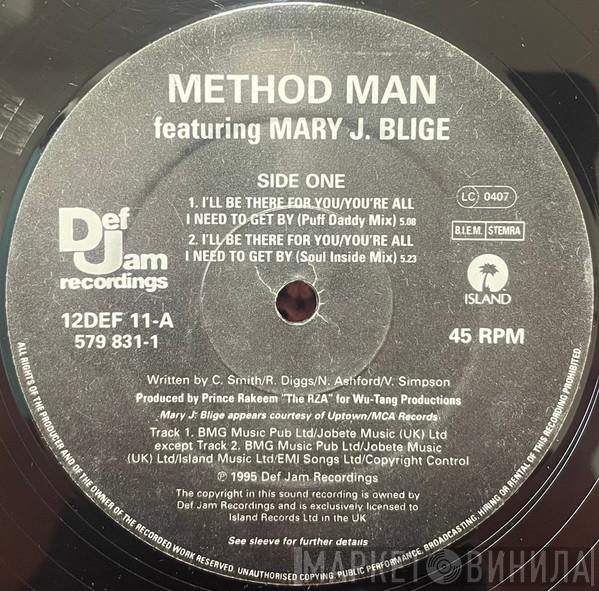 METHOD MAN
featuring MARY J. BLIGE
SIDE ONE
1. I'LL BE THERE FOR YOU/YOU'RE ALL
I NEED TO GET BY (Puff Daddy Mix) 5.08
2. I'LL BE THERE FOR YOU/YOU'RE ALL
I NEED TO GET BY (Soul Inside Mix) 5.23
Def
Jam
recordings
LC 0407
B.I.E.M. STEMRA
ISLAND
12DEF 11-A
579 831-1
45 RPM
Written by C. Smith/R. Diggs/N. Ashford/V. Simpson
Produced by Prince Rakeem "The RZA" for Wu-Tang Productions
Mary J: Blige appears courtesy of Uptown/MCA Records
Track 1. BMG Music Pub Ltd/Jobete Music (UK) Ltd
except Track 2. BMG Music Pub Ltd/Jobete Music
(UK) Ltd/Island Music Ltd/EMI Songs Ltd/Copyright Control
℗ 1995 Def Jam Recordings
The copyright in this sound recording is owned by
Def Jam Recordings and is exclusively licensed to
Island Records Ltd in the UK
See sleeve for further details
ALL RIGHTS OF THE PRODUCER AND OF THE OWNER OF THE RECORDED WORK RESERVED. UNAUTHORISED COPYING, PUBLIC PERFORMANCE, BROADCASTING, HIRING OR RENTAL OF THIS RECORDING PROHIBITED.
МАРКЕТ ВИНИЛА